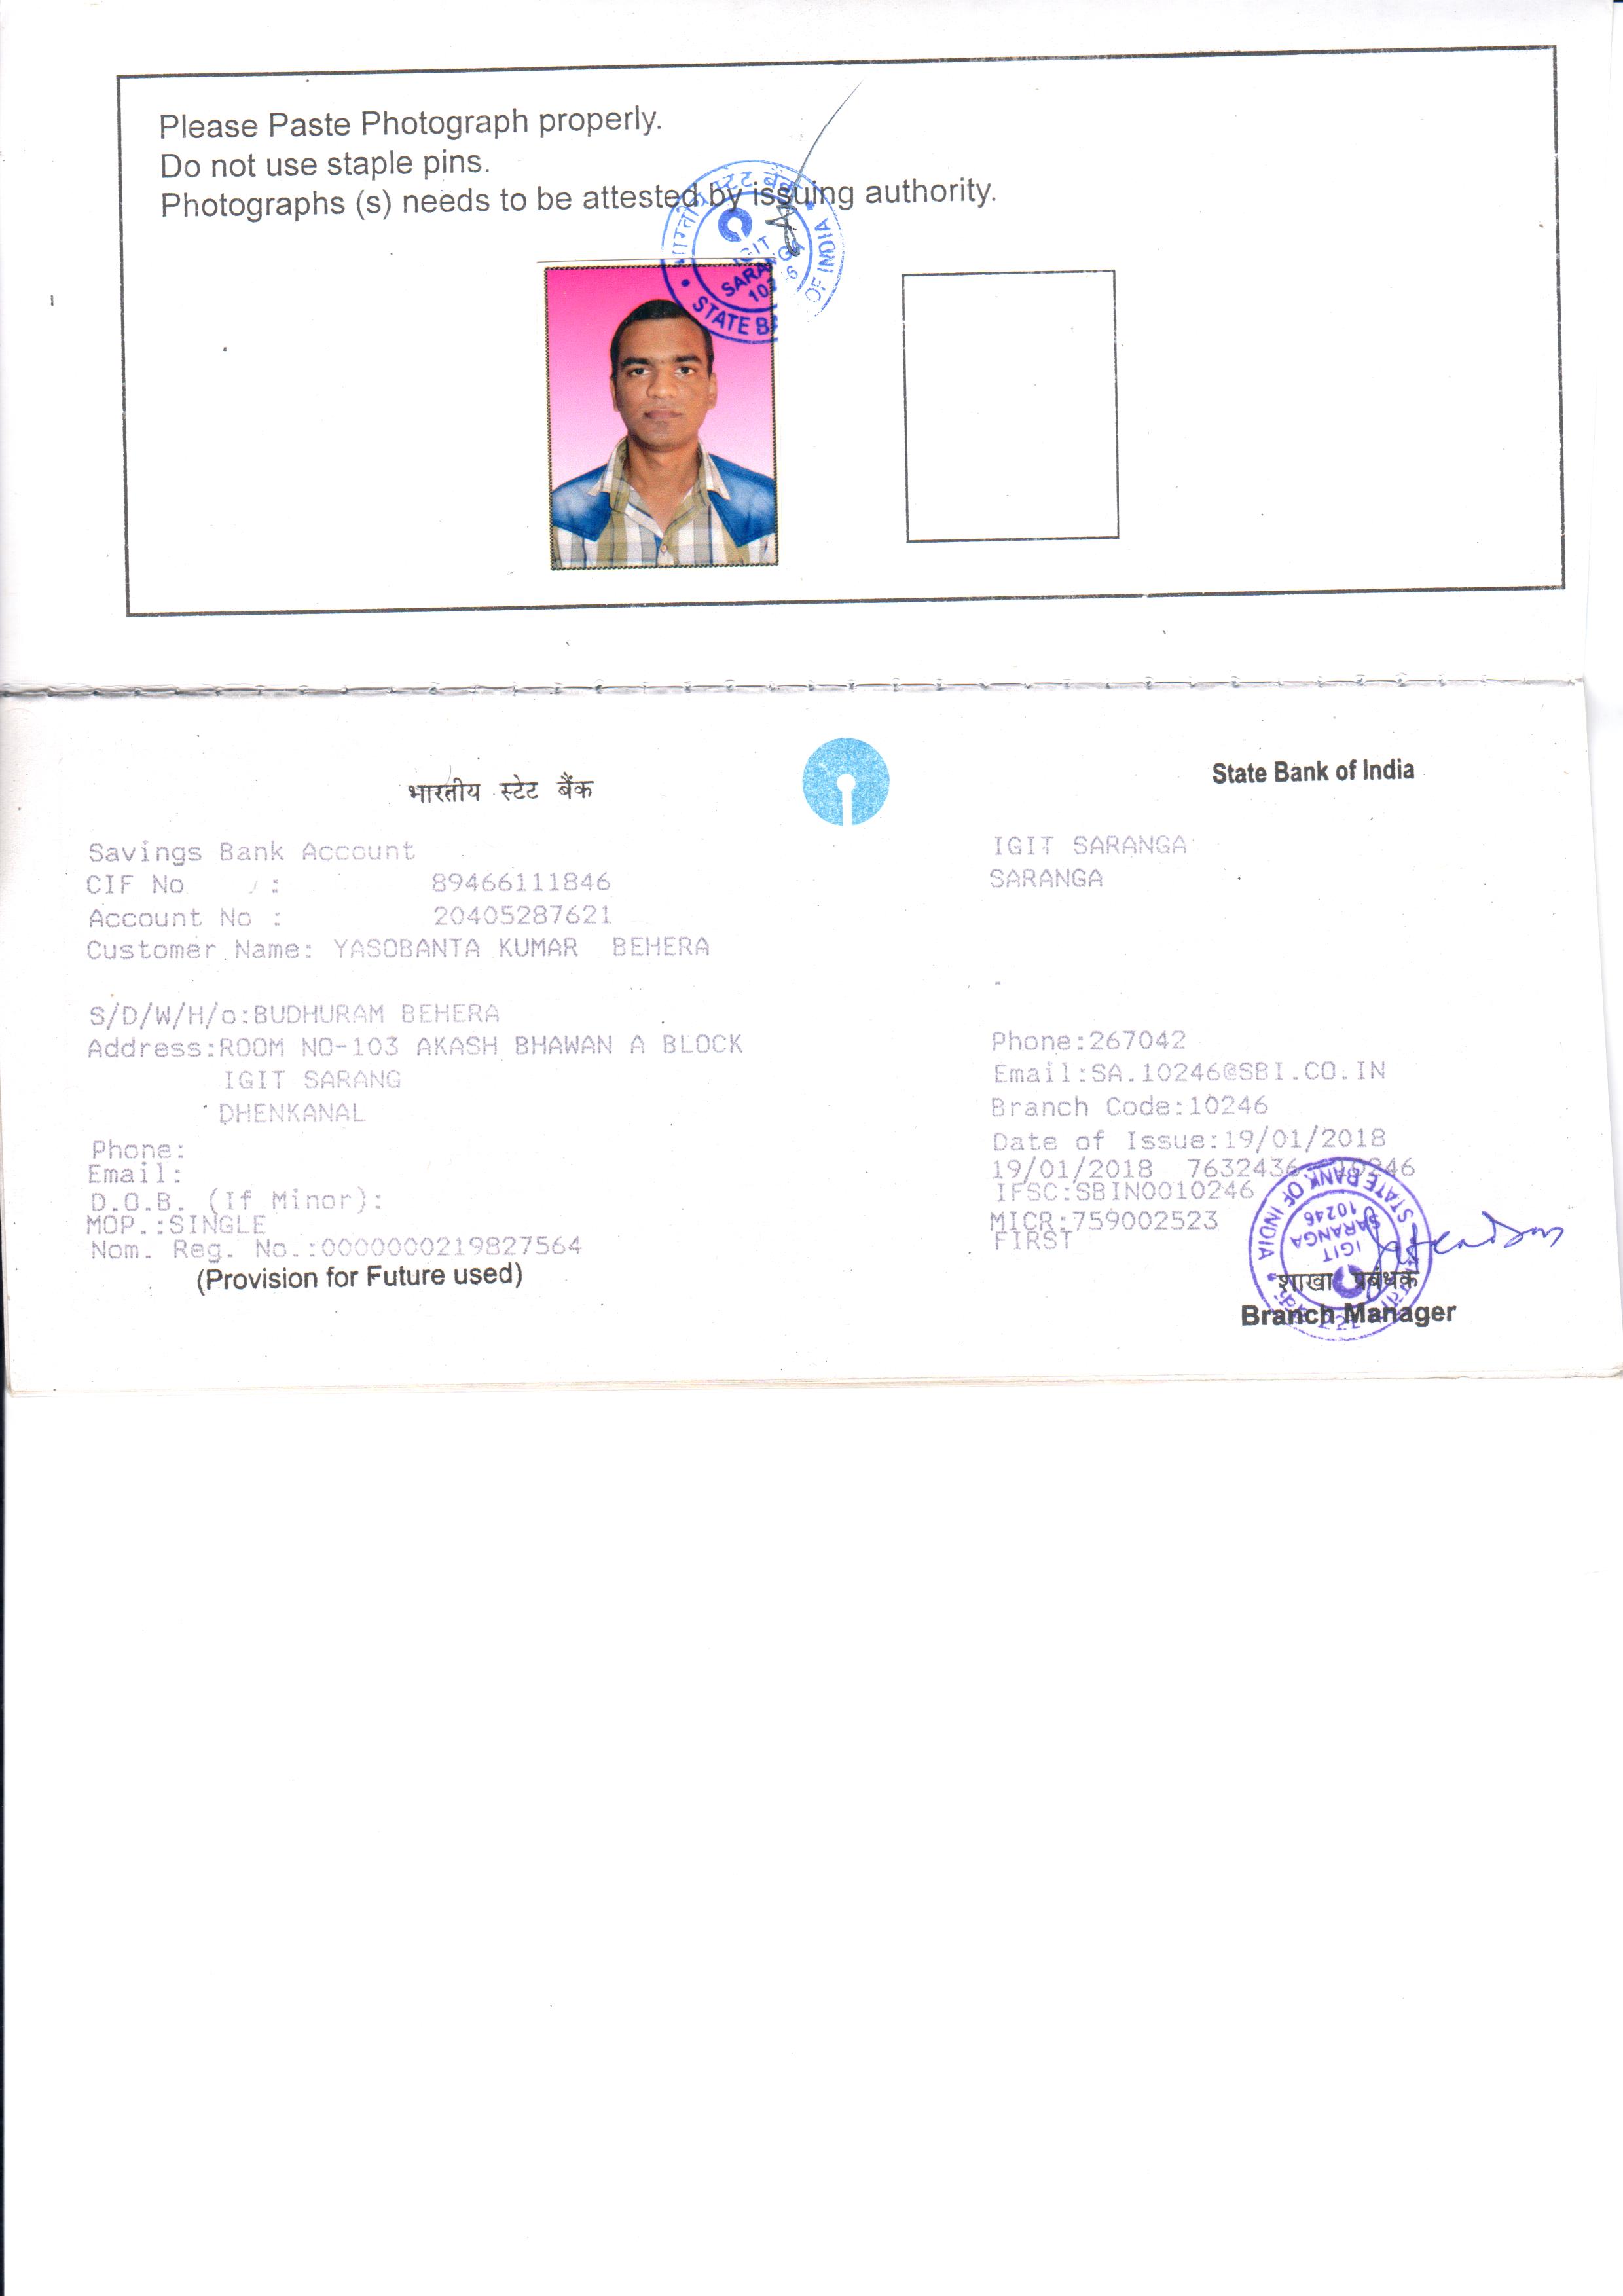 Please Paste Photograph properly.
Do not use staple pins.
Photographs (s) needs to be attested by issuing authority.
भारतीय स्टेट बैंक
IGIT
SARANGA
STATE
OF INDIA
भारतीय स्टेट बैंक
State Bank of India
Savings Bank Account
CIF No : 89466111846
Account No : 20405287621
Customer Name: YASOBANTA KUMAR BEHERA
S/D/W/H/o:BUDHURAM BEHERA
Address:ROOM NO-103 AKASH BHAWAN A BLOCK
IGIT SARANG
DHENKANAL
Phone:
Email:
D.O.B. (If Minor):
MOP.:SINGLE
Nom. Reg. No.:0000000219827564
(Provision for Future used)
IGIT SARANGA
SARANGA
Phone:267042
Email:SA.10246@SBI.CO.IN
Branch Code:10246
Date of Issue:19/01/2018
19/01/2018 7632436 10246
IFSC:SBIN0010246
MICR:759002523
FIRST
STATE BANK OF INDIA
IGIT
SARANGA
10246
शाखा प्रबंधक
Branch Manager